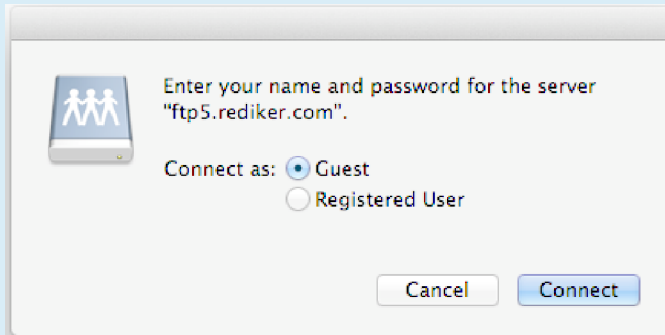 Enter your name and password for the server
"ftp5.rediker.com".
Connect as: Guest
Registered User
Cancel Connect